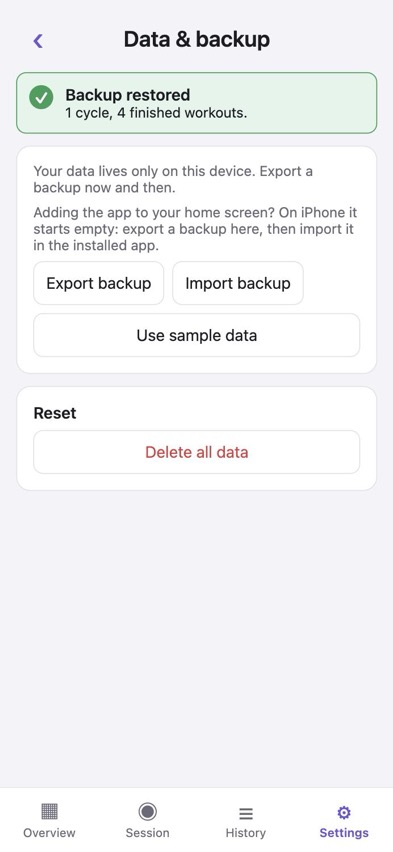 Data & backup
Backup restored
1 cycle, 4 finished workouts.
Your data lives only on this device. Export a
backup now and then.
Adding the app to your home screen? On iPhone it
starts empty: export a backup here, then import it
in the installed app.
Export backup
Import backup
Use sample data
Reset
Delete all data
Overview
Session
History
Settings